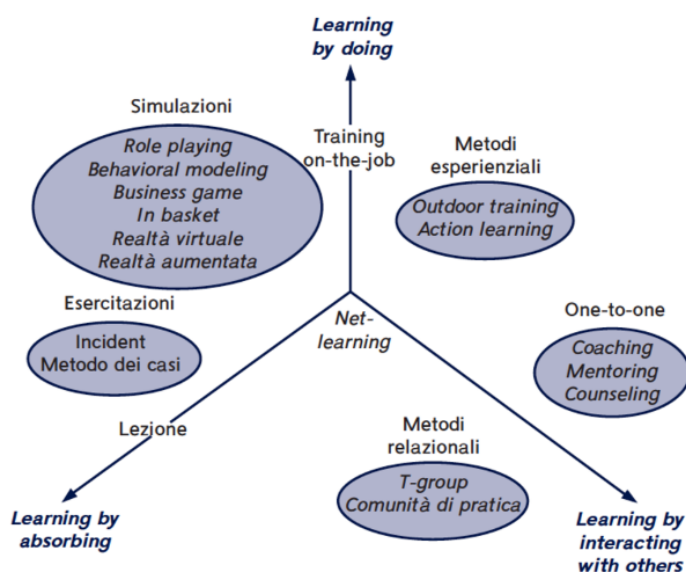 Learning
by doing
Simulazioni
Role playing
Behavioral modeling
Business game
In basket
Realtà virtuale
Realtà aumentata
Training
on-the-job
Metodi
esperienziali
Outdoor training
Action learning
Esercitazioni
Incident
Metodo dei casi
Net-
learning
One-to-one
Coaching
Mentoring
Counseling
Lezione
Metodi
relazionali
T-group
Comunità di pratica
Learning by
absorbing
Learning by
interacting
with others